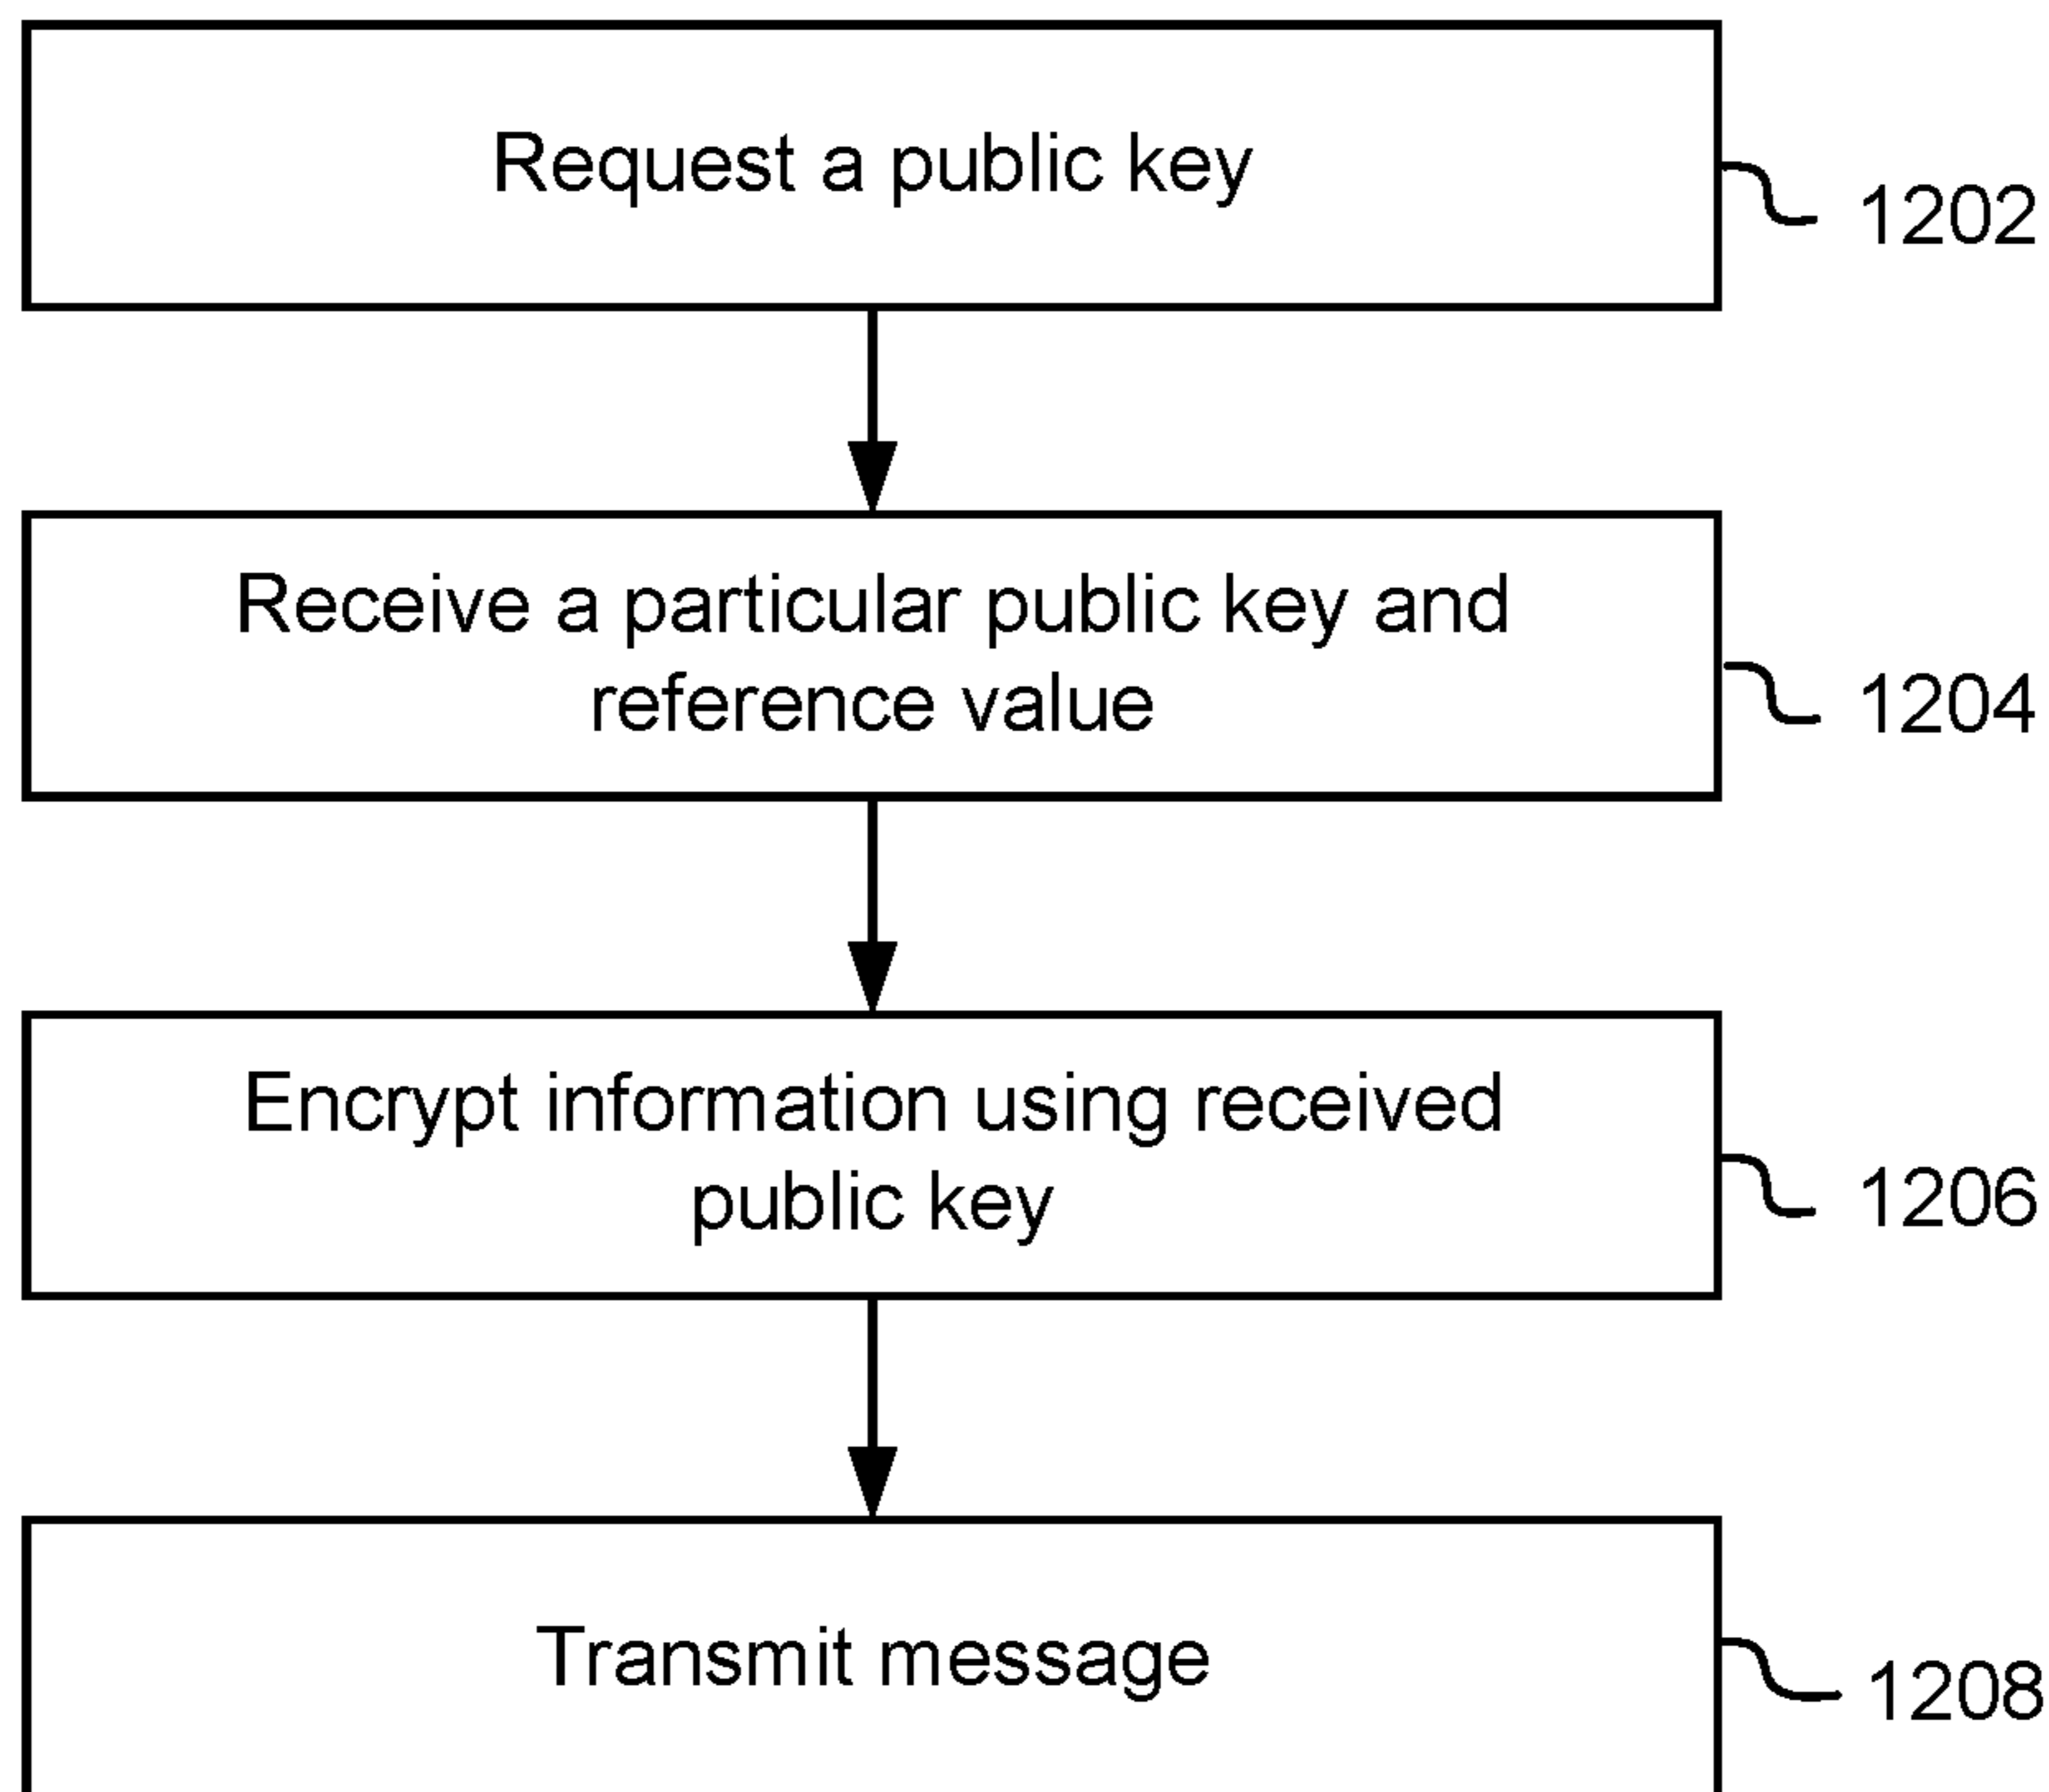 Request a public key
1202
Receive a particular public key and
reference value
1204
Encrypt information using received
public key
1206
Transmit message
1208